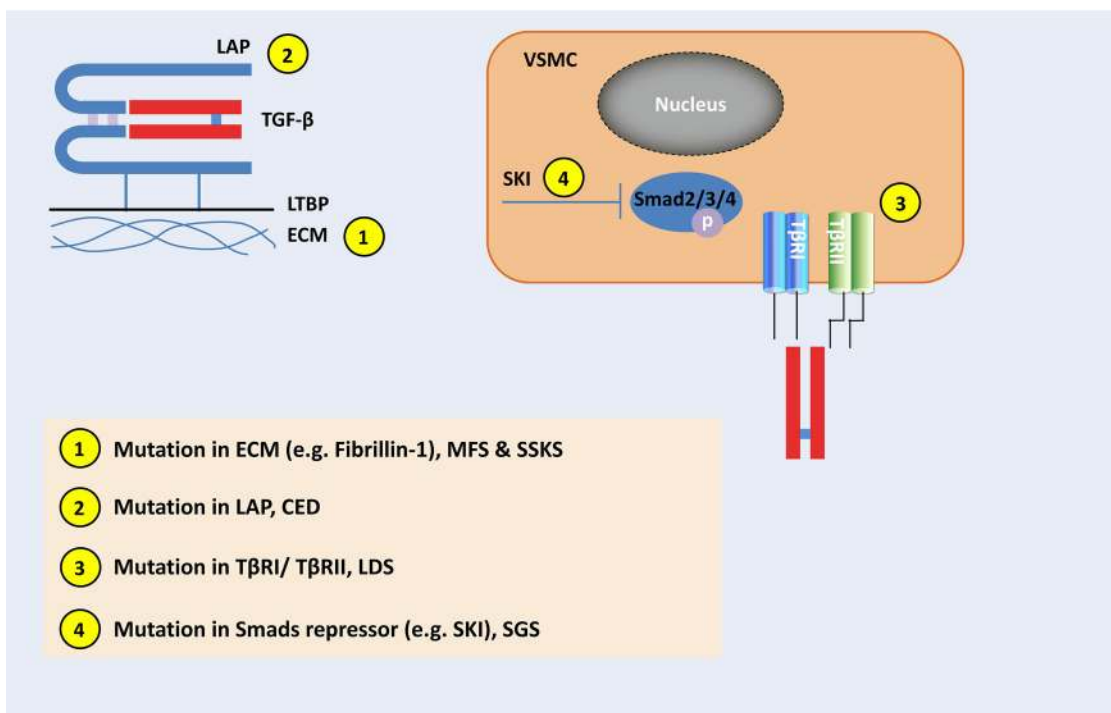 LAP 2
TGF-β
LTBP
ECM 1
VSMC
Nucleus
SKI 4
Smad2/3/4
p
3
TβRI TβRII
1 Mutation in ECM (e.g. Fibrillin-1), MFS & SSKS
2 Mutation in LAP, CED
3 Mutation in TβRI/ TβRII, LDS
4 Mutation in Smads repressor (e.g. SKI), SGS